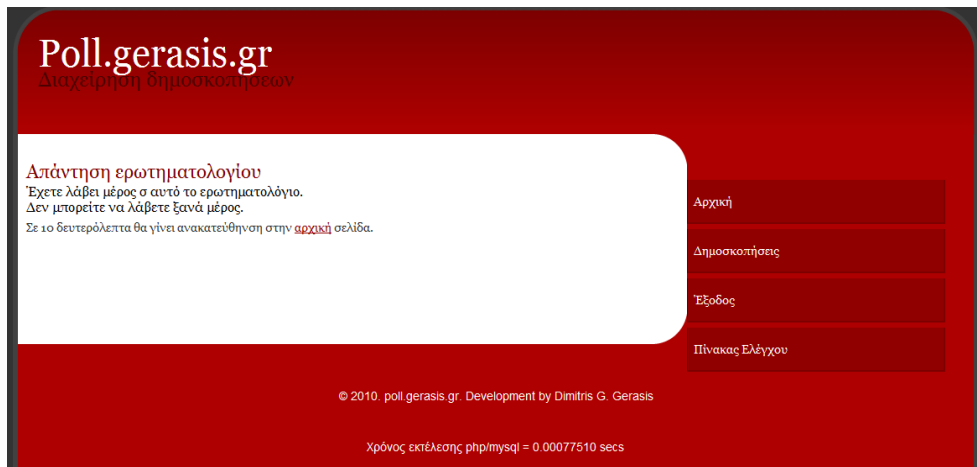 Poll.gerasis.gr
Διαχείρηση δημοσκοπήσεων
Απάντηση ερωτηματολογίου
Έχετε λάβει μέρος σ αυτό το ερωτηματολόγιο.
Δεν μπορείτε να λάβετε ξανά μέρος.
Σε 10 δευτερόλεπτα θα γίνει ανακατεύθηνση στην αρχική σελίδα.
Αρχική
Δημοσκοπήσεις
Έξοδος
Πίνακας Ελέγχου
© 2010. poll.gerasis.gr. Development by Dimitris G. Gerasis
Χρόνος εκτέλεσης php/mysql = 0.00077510 secs